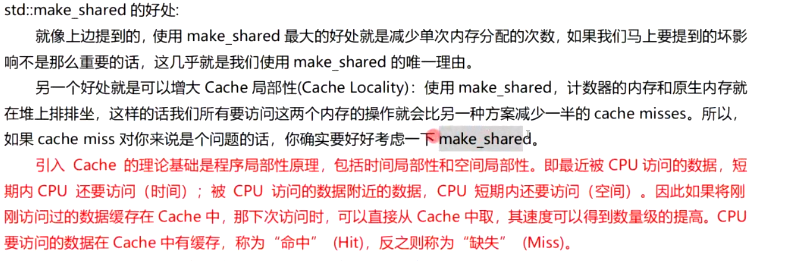 std::make_shared 的好处:
就像上边提到的，使用 make_shared 最大的好处就是减少单次内存分配的次数，如果我们马上要提到的坏影
响不是那么重要的话，这几乎就是我们使用 make_shared 的唯一理由。
另一个好处就是可以增大 Cache 局部性(Cache Locality)：使用 make_shared，计数器的内存和原生内存就
在堆上排排坐，这样的话我们所有要访问这两个内存的操作就会比另一种方案减少一半的 cache misses。所以，
如果 cache miss 对你来说是个问题的话，你确实要好好考虑一下 make_shared。
引入 Cache 的理论基础是程序局部性原理，包括时间局部性和空间局部性。即最近被 CPU 访问的数据，短
期内 CPU 还要访问（时间）；被 CPU 访问的数据附近的数据，CPU 短期内还要访问（空间）。因此如果将刚
刚访问过的数据缓存在 Cache 中，那下次访问时，可以直接从 Cache 中取，其速度可以得到数量级的提高。CPU
要访问的数据在 Cache 中有缓存，称为“命中” (Hit)，反之则称为“缺失” (Miss)。